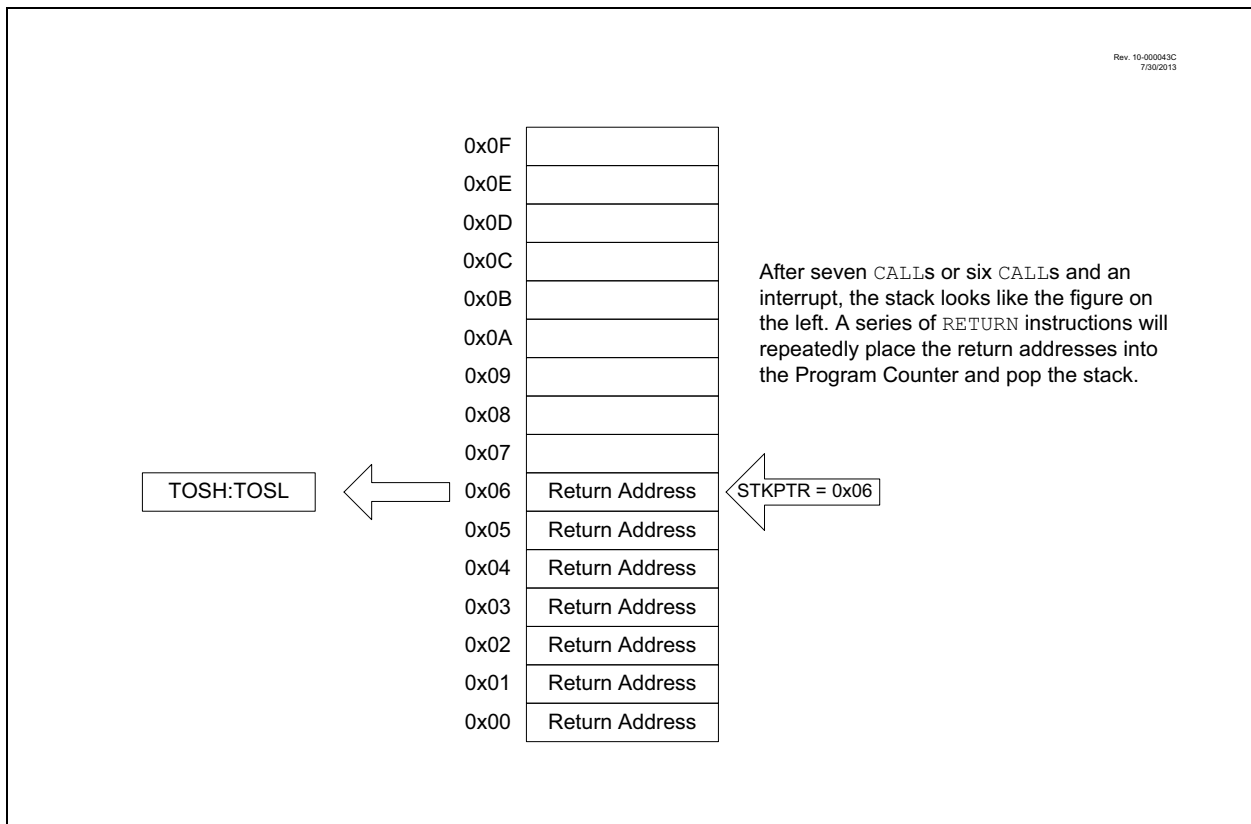 Rev. 10-000043C
7/30/2013
0x0F
0x0E
0x0D
0x0C
0x0B
0x0A
0x09
0x08
0x07
After seven CALLs or six CALLs and an
interrupt, the stack looks like the figure on
the left. A series of RETURN instructions will
repeatedly place the return addresses into
the Program Counter and pop the stack.
TOSH:TOSL 0x06 Return Address STKPTR = 0x06
0x05 Return Address
0x04 Return Address
0x03 Return Address
0x02 Return Address
0x01 Return Address
0x00 Return Address